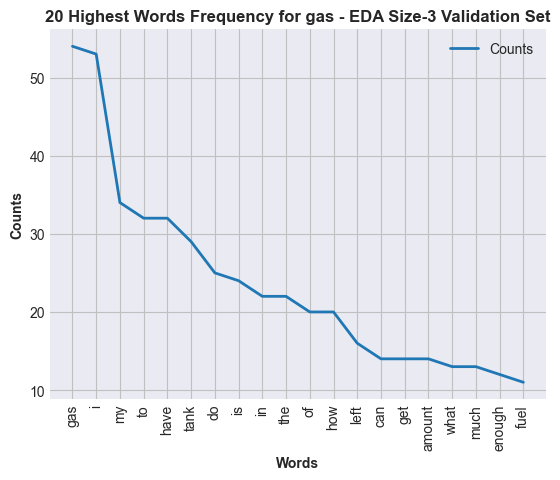 20 Highest Words Frequency for gas - EDA Size-3 Validation Set
Counts
50
40
30
20
10
Counts
gas
i
my
to
have
tank
do
is
in
the
of
how
left
can
get
amount
what
much
enough
fuel
Words